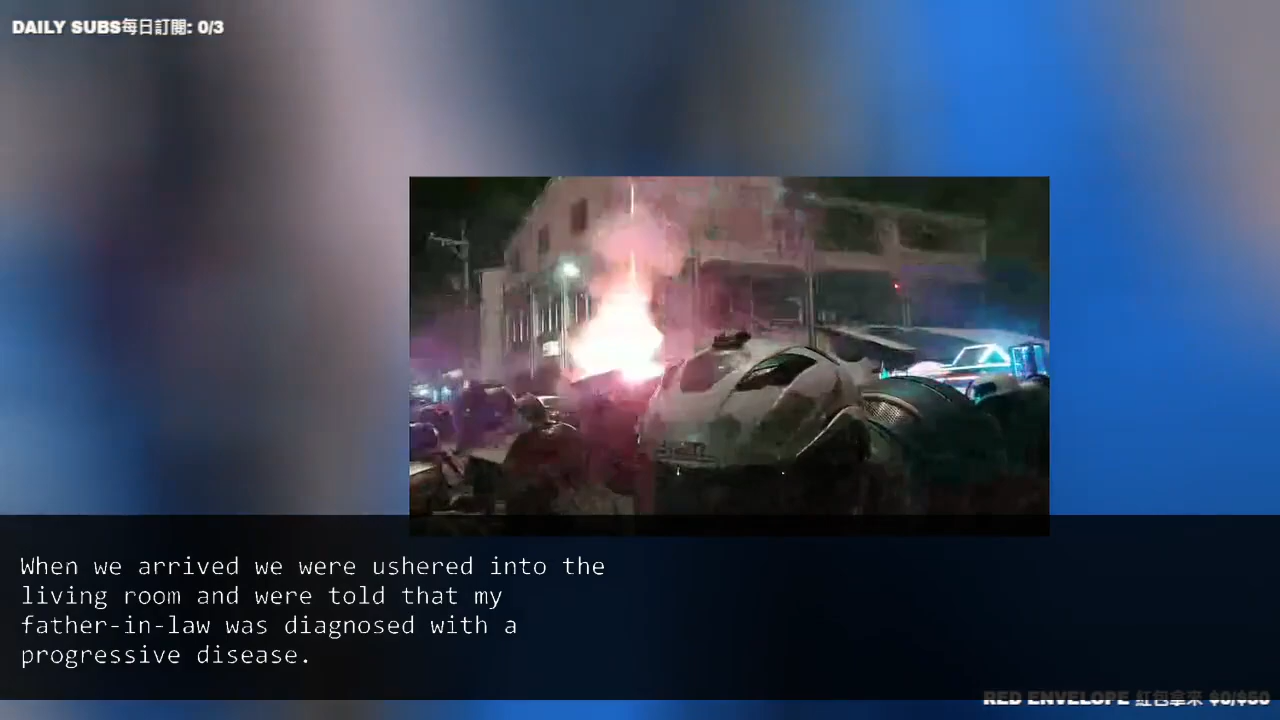 DAILY SUBS每日訂閱: 0/3
When we arrived we were ushered into the
living room and were told that my
father-in-law was diagnosed with a
progressive disease.
RED ENVELOPE 紅包拿來 $0/$50